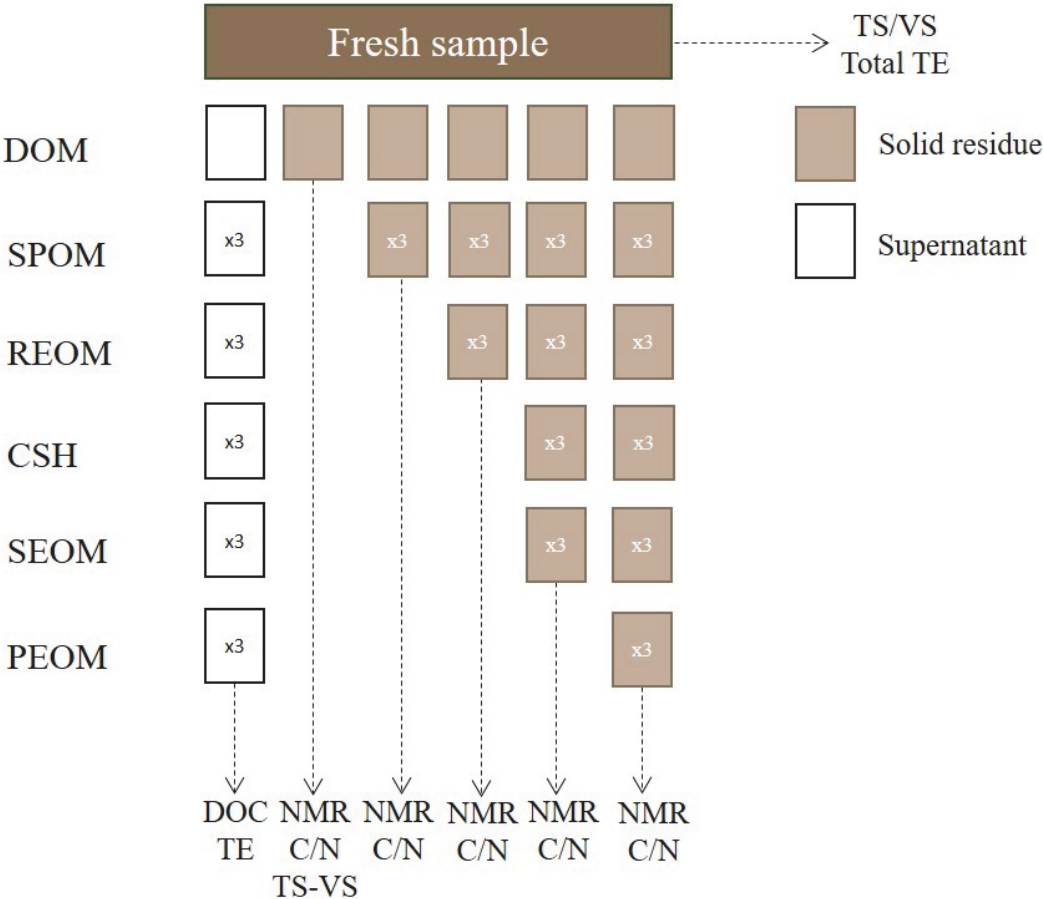 Fresh sample
TS/VS
Total TE
DOM
Solid residue
SPOM
x3
x3
x3
x3
x3
Supernatant
REOM
x3
x3
x3
x3
CSH
x3
x3
x3
SEOM
x3
x3
x3
PEOM
x3
x3
DOC
TE
NMR
C/N
TS-VS
NMR
C/N
NMR
C/N
NMR
C/N
NMR
C/N